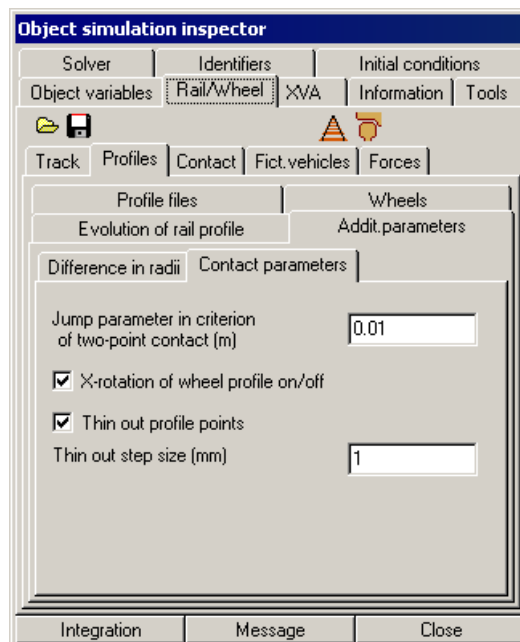 Object simulation inspector
Solver Identifiers Initial conditions
Object variables Rail/Wheel XVA Information Tools
Track Profiles Contact Fict.vehicles Forces
Profile files Wheels
Evolution of rail profile Addit.parameters
Difference in radii Contact parameters
Jump parameter in criterion
of two-point contact (m) 0.01
X-rotation of wheel profile on/off
Thin out profile points
Thin out step size (mm) 1
Integration Message Close